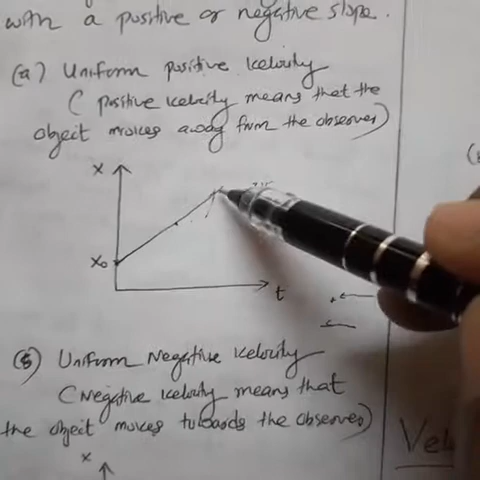 with a positive or negative slope.
(a) Uniform positive velocity
( positive velocity means that the
object moves away from the observer)
X
X₀
t
(B) Uniform Negative velocity
(Negative velocity means that
the object moves towards the observer)
X